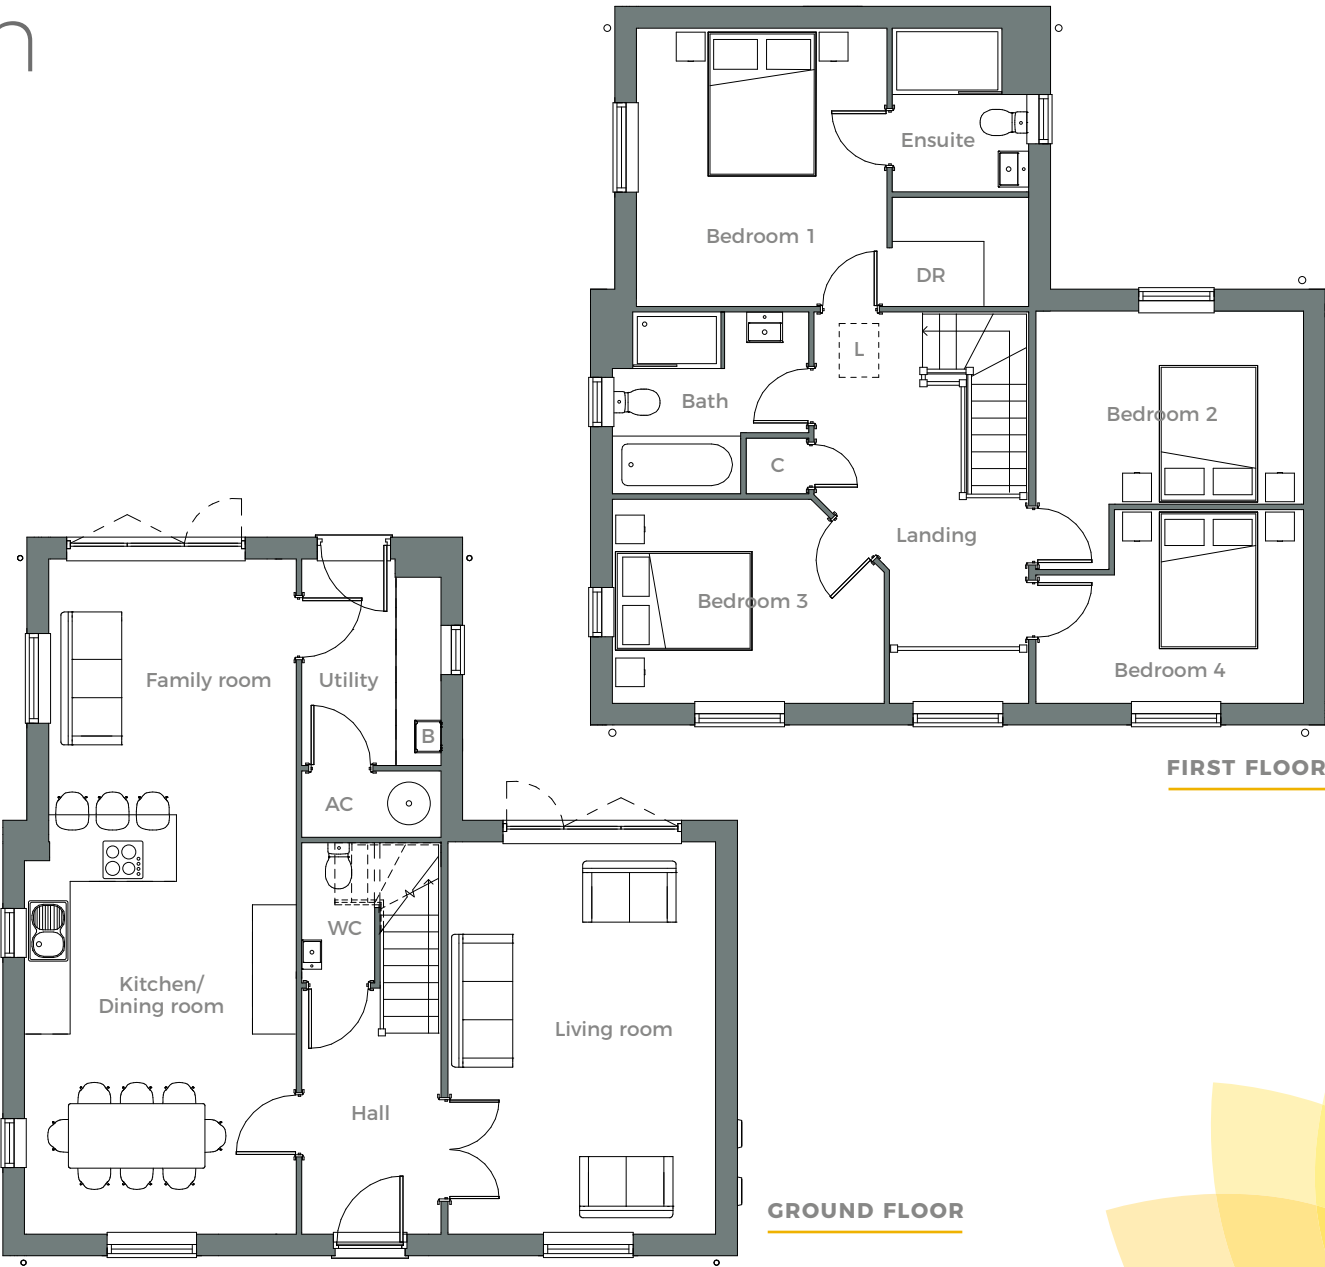 n
Ensuite
Bedroom 1
DR
L
Bath
Bedroom 2
C
Landing
Bedroom 3
Bedroom 4
FIRST FLOOR
Family room
Utility
B
AC
WC
Kitchen/
Dining room
Living room
Hall
GROUND FLOOR